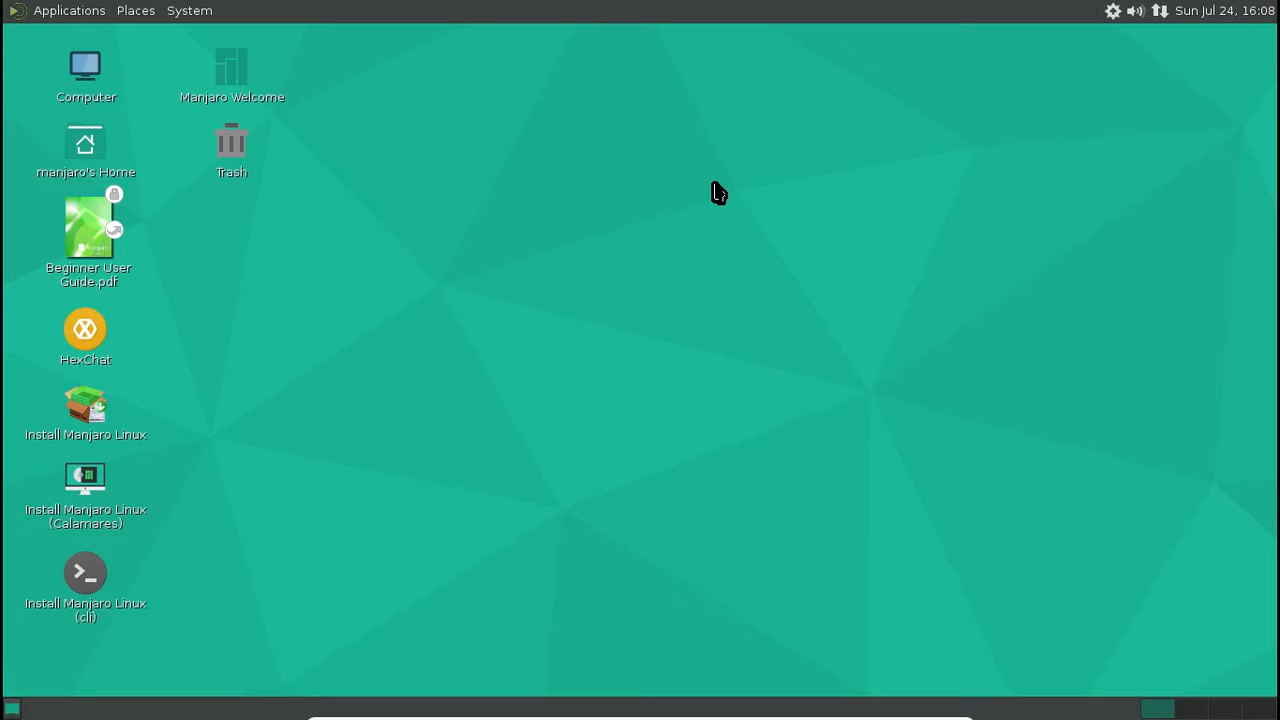 Applications Places System
Sun Jul 24, 16:08
Computer
Manjaro Welcome
manjaro's Home
Trash
Beginner User
Guide.pdf
HexChat
Install Manjaro Linux
Install Manjaro Linux
(Calamares)
Install Manjaro Linux
(cli)